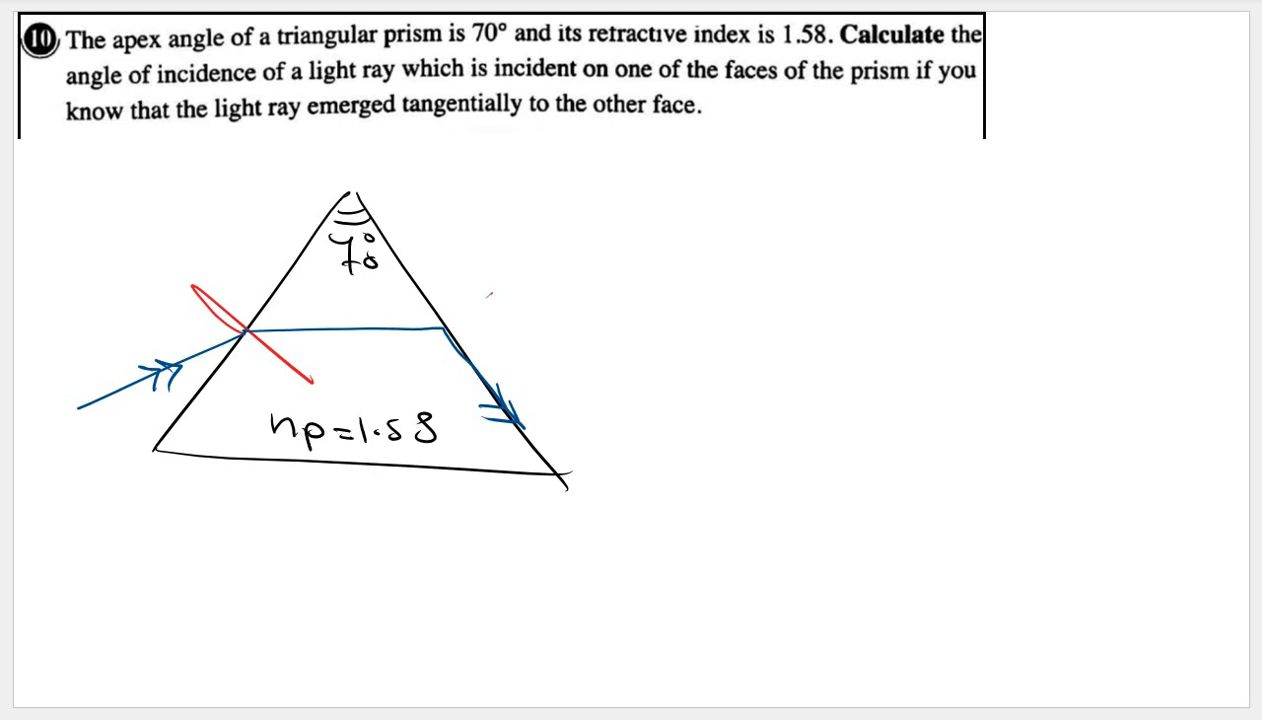 10 The apex angle of a triangular prism is 70° and its retractive index is 1.58. Calculate the
angle of incidence of a light ray which is incident on one of the faces of the prism if you
know that the light ray emerged tangentially to the other face.
70°
np=1.58